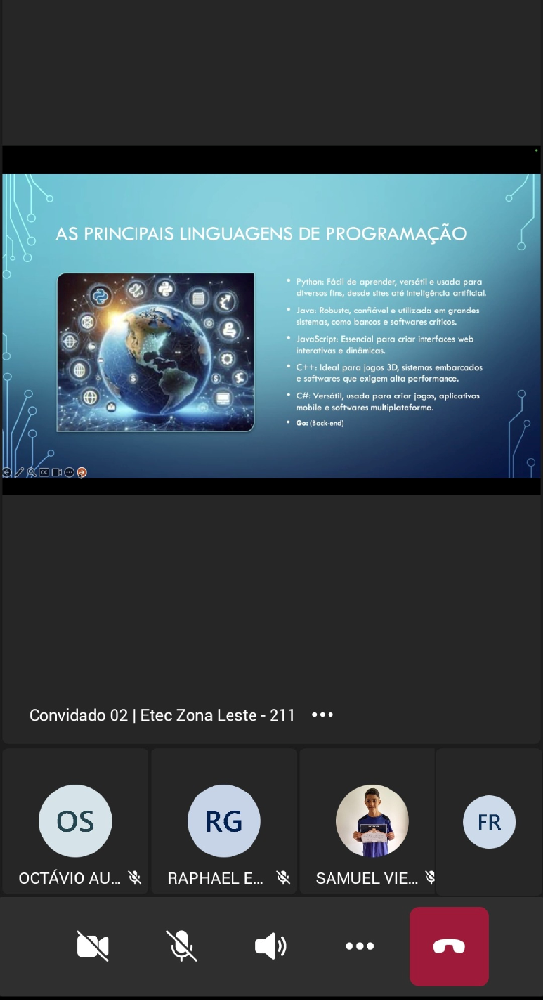 AS PRINCIPAIS LINGUAGENS DE PROGRAMAÇÃO
• Python: Fácil de aprender, versátil e usada para
diversos fins, desde sites até inteligência artificial.
• Java: Robusta, confiável e utilizada em grandes
sistemas, como bancos e softwares críticos.
• JavaScript: Essencial para criar interfaces web
interativas e dinâmicas.
• C++: Ideal para jogos 3D, sistemas embarcados
e softwares que exigem alta performance.
• C#: Versátil, usada para criar jogos, aplicativos
mobile e softwares multiplataforma.
• Go: (Back-end)
CC
Convidado 02 | Etec Zona Leste - 211
OS
RG
FR
OCTÁVIO AU...
RAPHAEL E...
SAMUEL VIE...